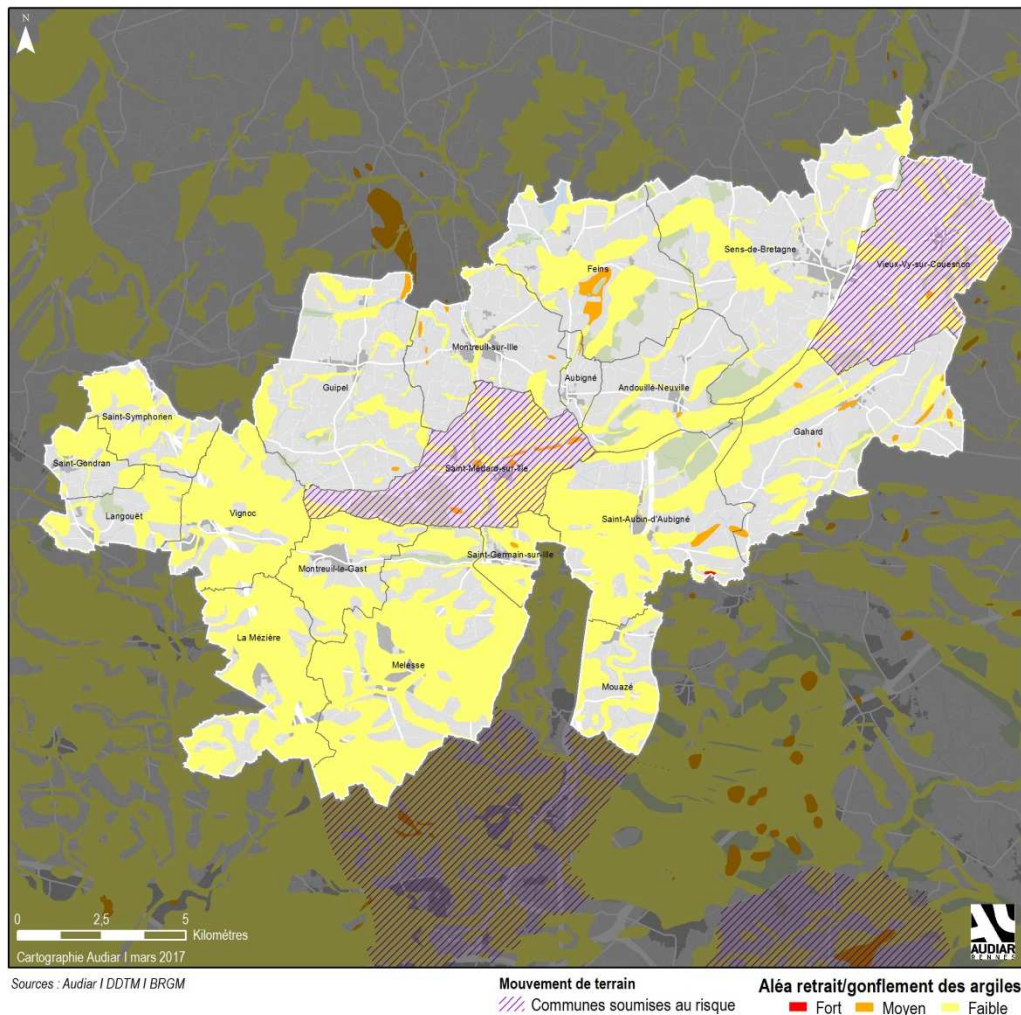 N
Sens-de-Bretagne
Vieux-Vy-sur-Couesnon
Feins
Montreuil-sur-Ille
Aubigné
Andouillé-Neuville
Guipel
Gahard
Saint-Symphorien
Saint-Gondran
Saint-Médard-sur-Ille
Langouët
Vignoc
Saint-Aubin-d'Aubigné
Saint-Germain-sur-Ille
Montreuil-le-Gast
La Mézière
Melesse
Mouazé
0 2,5 5
Kilomètres
Cartographie Audiar I mars 2017
AUDIAR
RENNES
Sources : Audiar I DDTM I BRGM
Mouvement de terrain
Communes soumises au risque
Aléa retrait/gonflement des argiles
Fort Moyen Faible